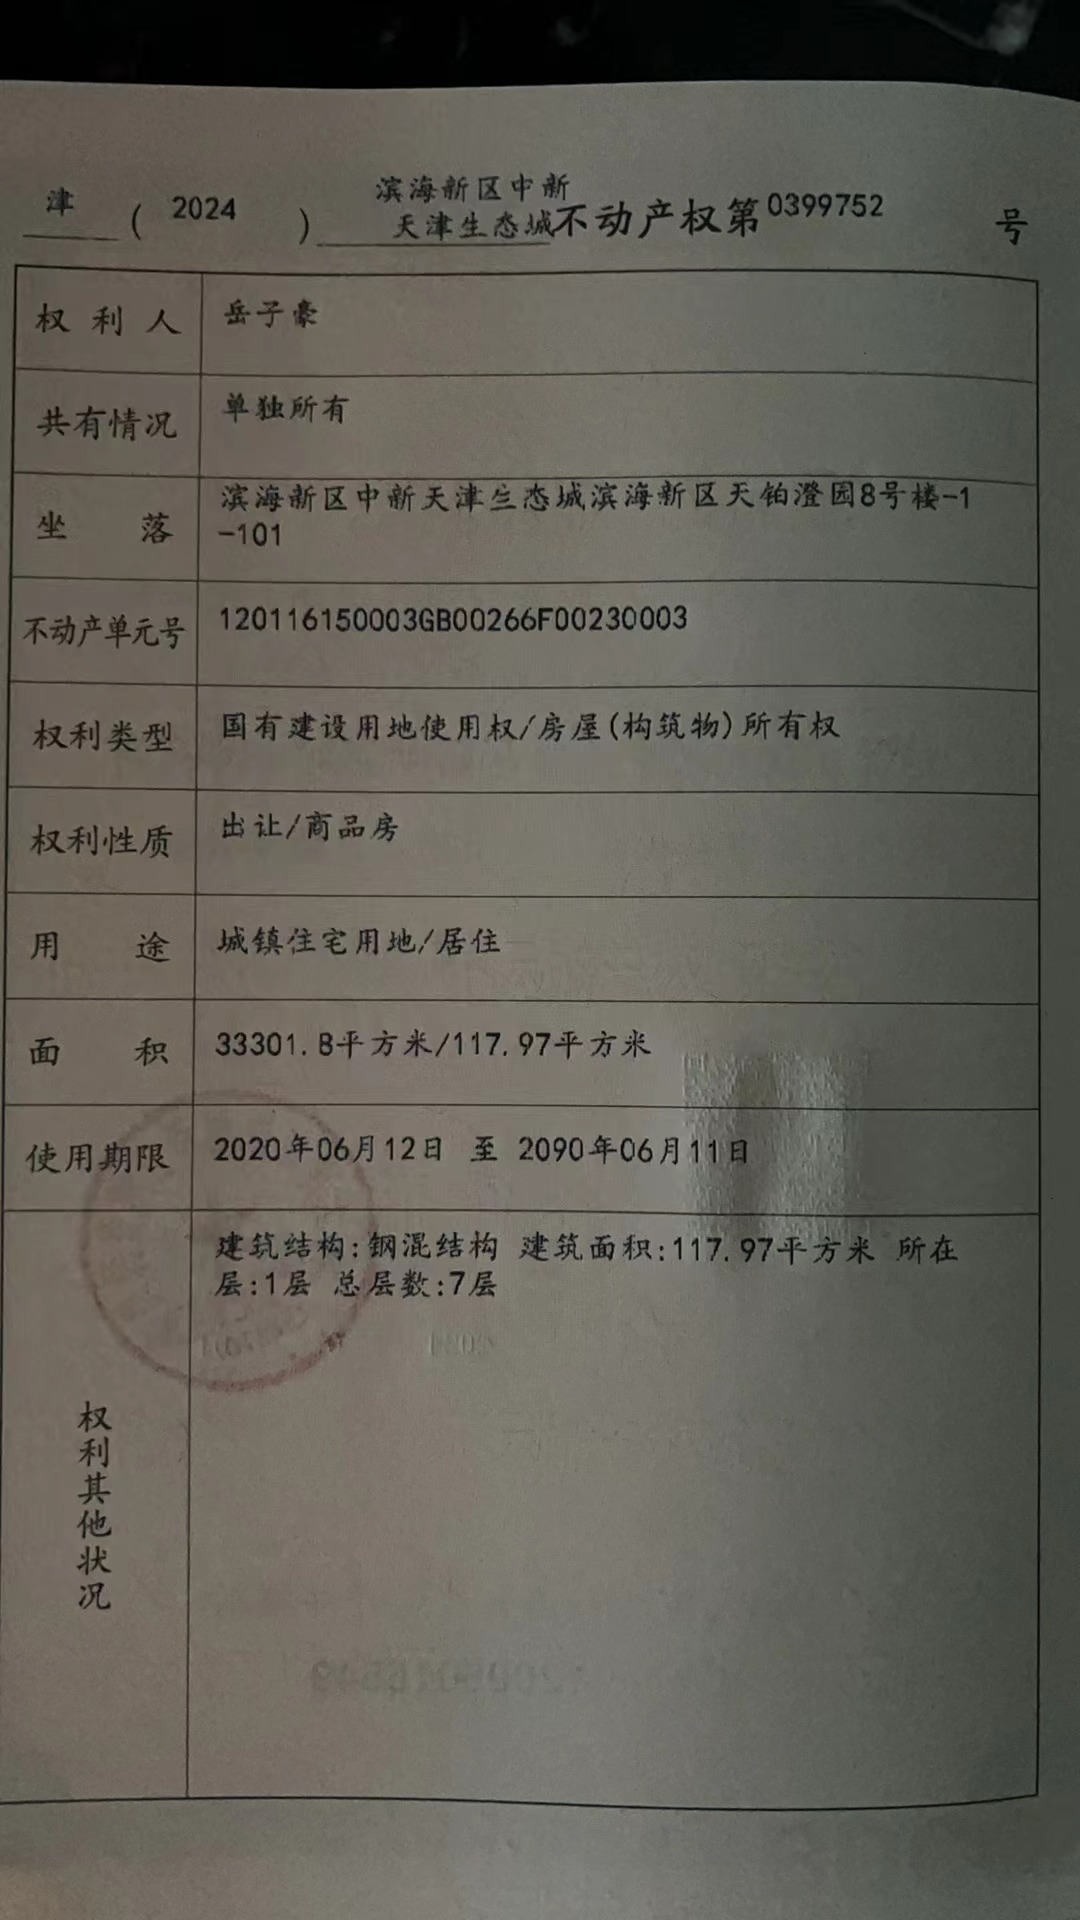 津（2024）滨海新区中新天津生态城不动产权第0399752号
权利人 岳子豪
共有情况 单独所有
坐落 滨海新区中新天津生态城滨海新区天铂澄园8号楼-1
-101
不动产单元号 120116150003GB00266F00230003
权利类型 国有建设用地使用权/房屋(构筑物)所有权
权利性质 出让/商品房
用途 城镇住宅用地/居住
面积 33301.8平方米/117.97平方米
使用期限 2020年06月12日 至 2090年06月11日
权利其他状况 建筑结构:钢混结构 建筑面积:117.97平方米 所在
层:1层 总层数:7层